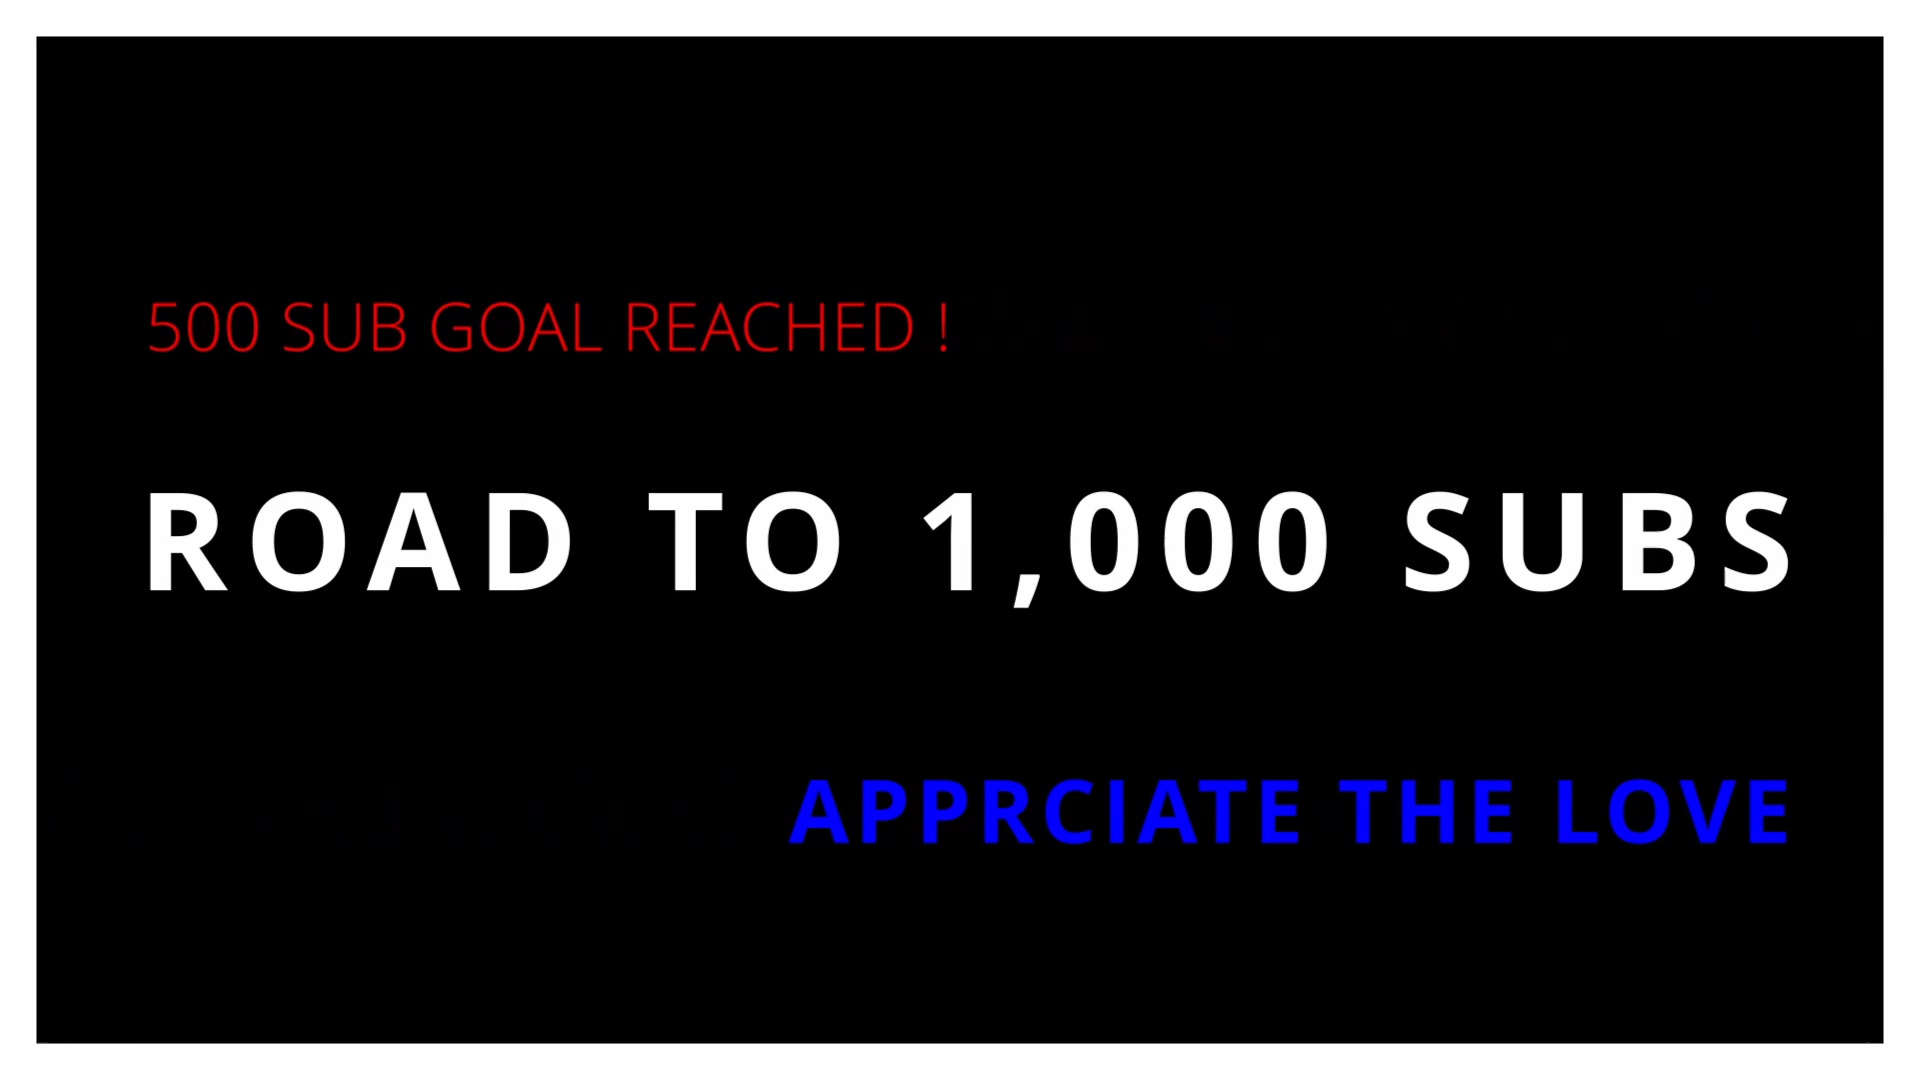 500 SUB GOAL REACHED !
ROAD TO 1,000 SUBS
APPRCIATE THE LOVE